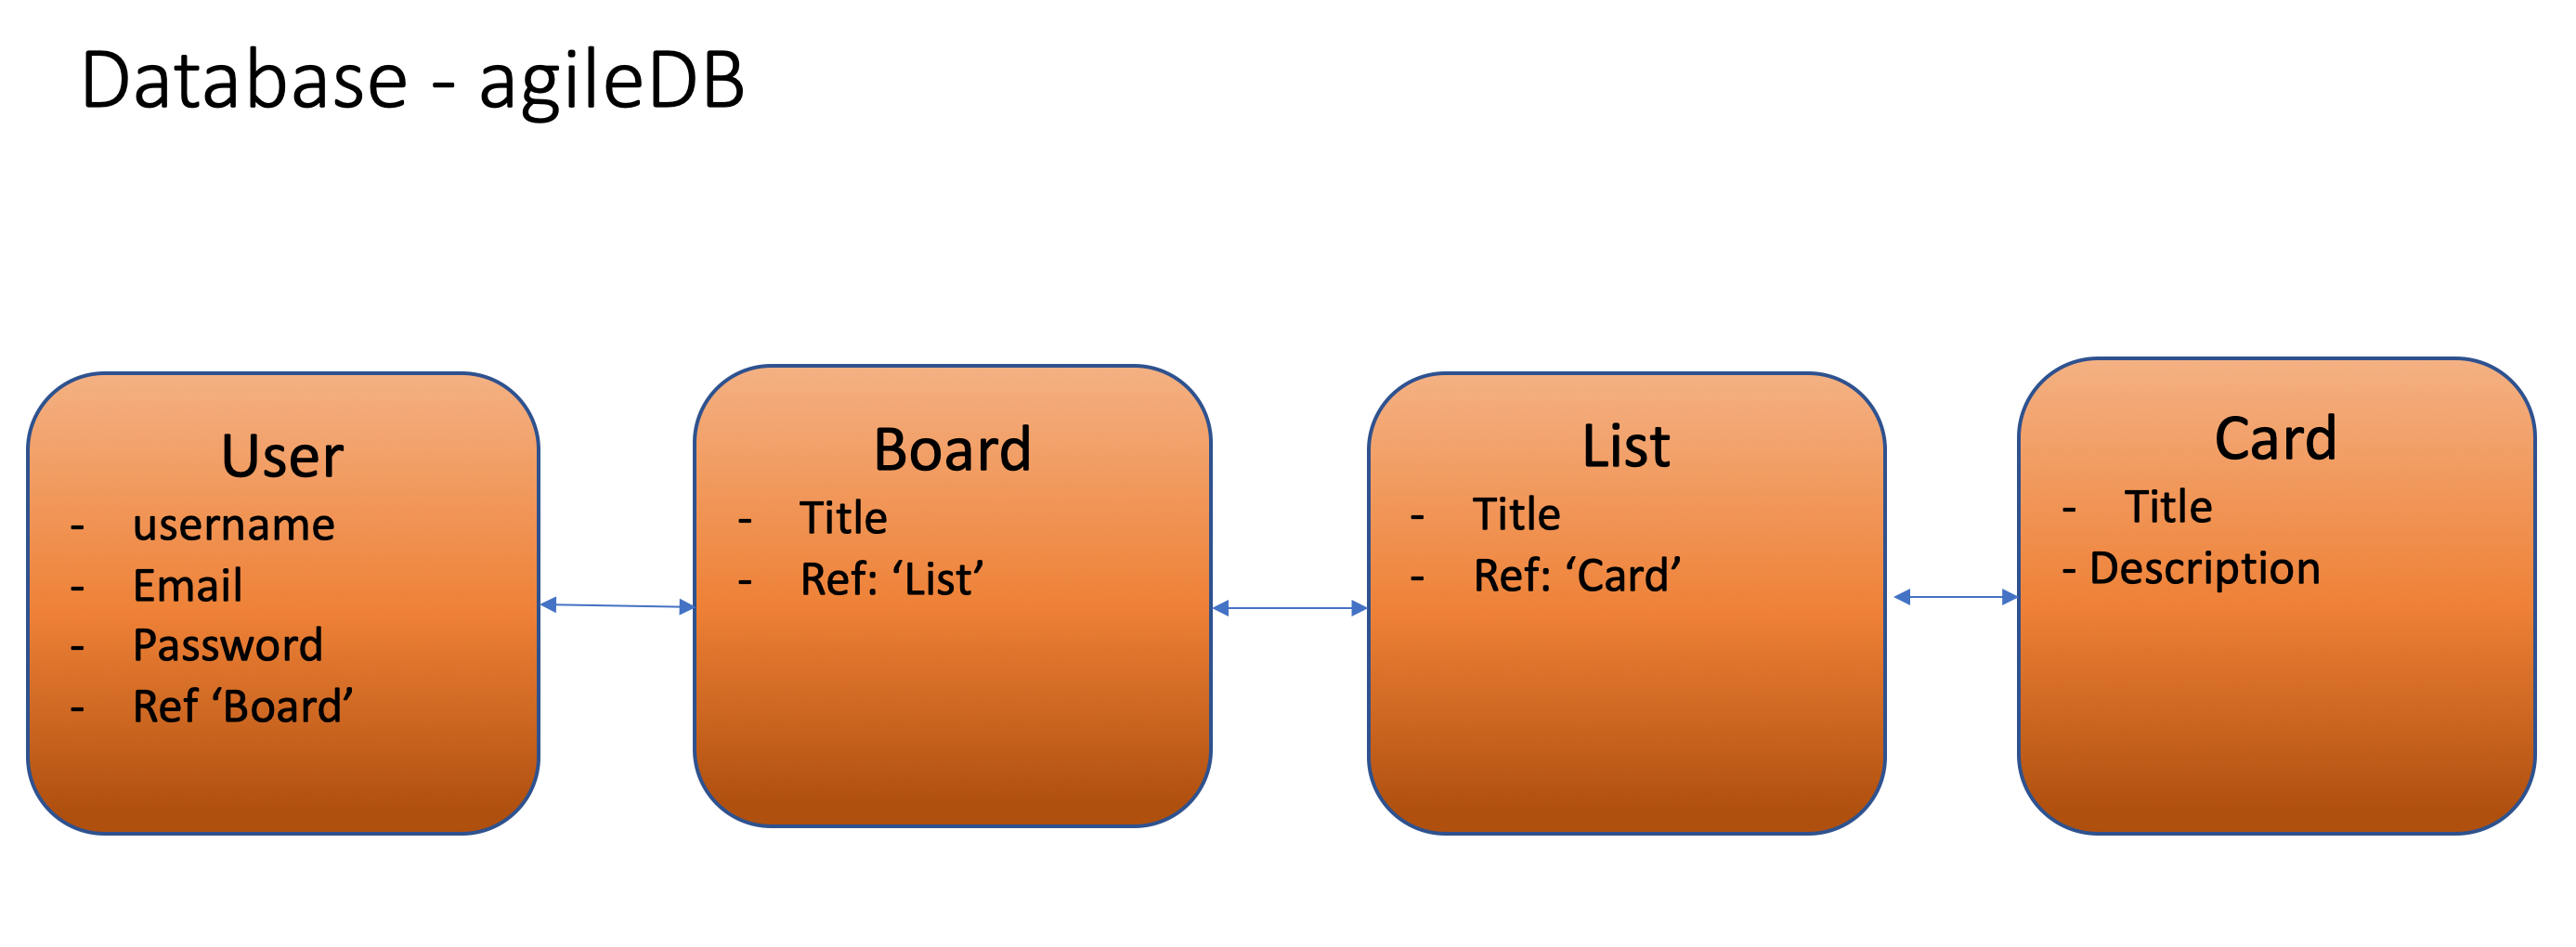 Database - agileDB
User
- username
- Email
- Password
- Ref ‘Board’
Board
- Title
- Ref: ‘List’
List
- Title
- Ref: ‘Card’
Card
- Title
- Description